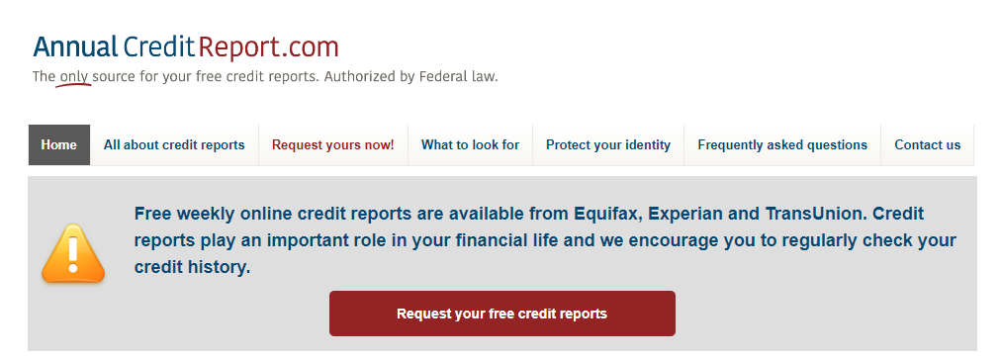 AnnualCreditReport.com
The only source for your free credit reports. Authorized by Federal law.
Home All about credit reports Request yours now! What to look for Protect your identity Frequently asked questions Contact us
Free weekly online credit reports are available from Equifax, Experian and TransUnion. Credit
reports play an important role in your financial life and we encourage you to regularly check your
credit history.
Request your free credit reports